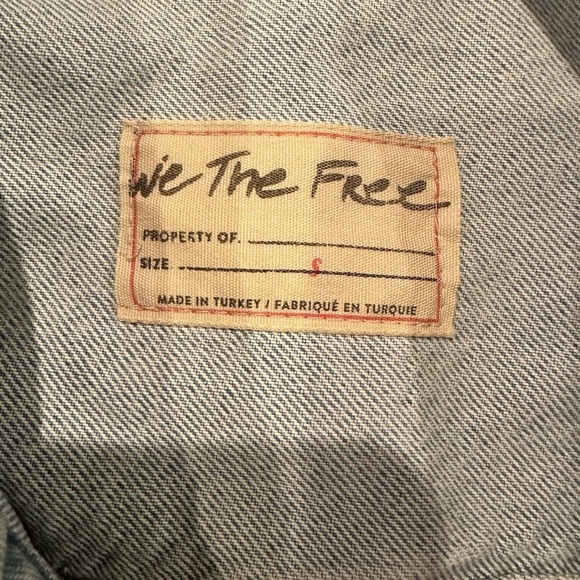 We The Free
PROPERTY OF.
SIZE S
MADE IN TURKEY / FABRIQUÉ EN TURQUIE